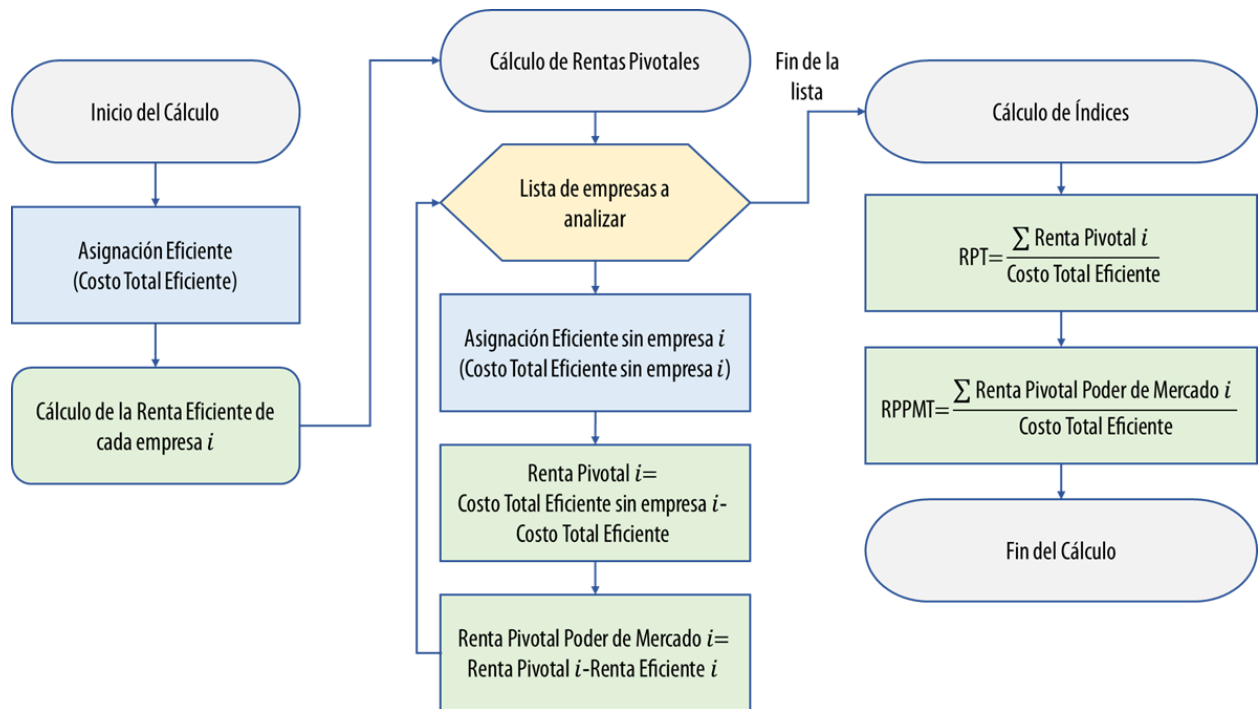 Inicio del Cálculo
Asignación Eficiente
(Costo Total Eficiente)
Cálculo de la Renta Eficiente de
cada empresa i
Cálculo de Rentas Pivotales
Lista de empresas a
analizar
Asignación Eficiente sin empresa i
(Costo Total Eficiente sin empresa i)
Renta Pivotal i=
Costo Total Eficiente sin empresa i-
Costo Total Eficiente
Renta Pivotal Poder de Mercado i=
Renta Pivotal i-Renta Eficiente i
Fin de la
lista
Cálculo de Índices
∑ Renta Pivotal i
RPT=
Costo Total Eficiente
∑ Renta Pivotal Poder de Mercado i
RPPMT=
Costo Total Eficiente
Fin del Cálculo